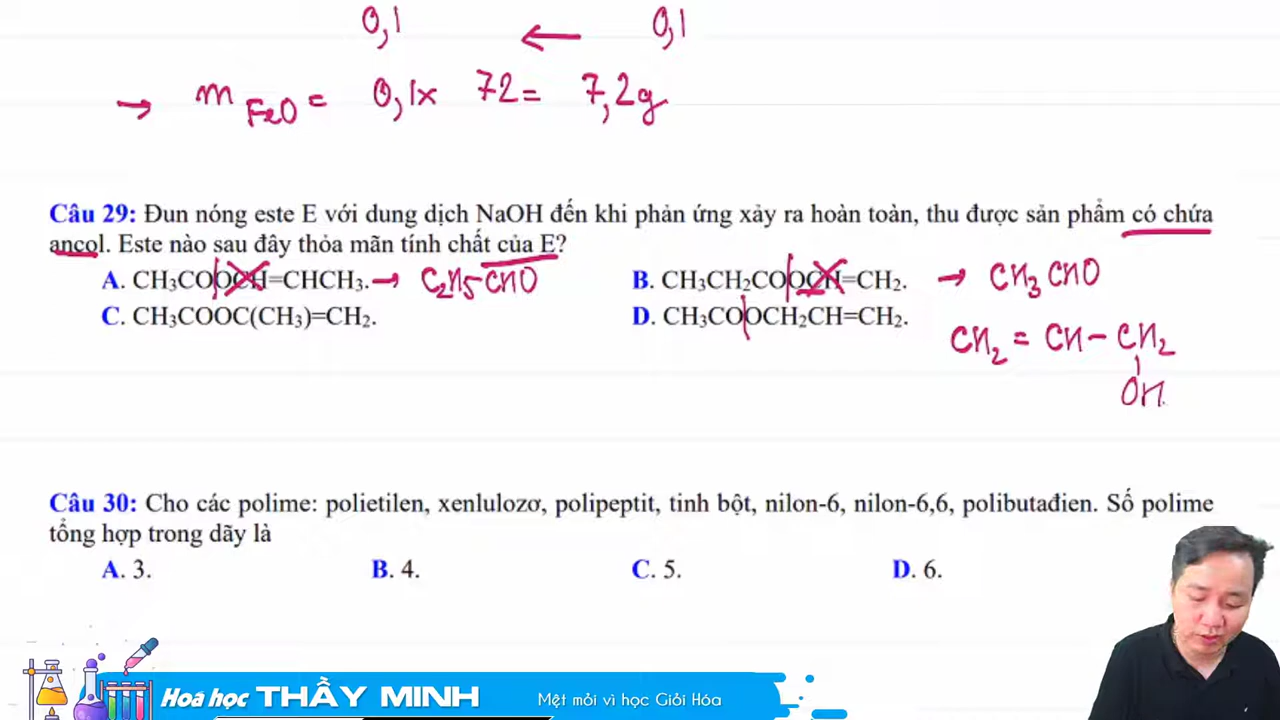 0,1 ← 0,1
→ m FeO = 0,1x 72 = 7,2g
Câu 29: Đun nóng este E với dung dịch NaOH đến khi phản ứng xảy ra hoàn toàn, thu được sản phẩm có chứa
ancol. Este nào sau đây thỏa mãn tính chất của E?
A. CH₃COOCH=CHCH₃. → C₂H₅CHO B. CH₃CH₂COOCH=CH₂. → CH₃CHO
C. CH₃COOC(CH₃)=CH₂. D. CH₃COOCH₂CH=CH₂.
CH₂ = CH – CH₂
OH
Câu 30: Cho các polime: polietilen, xenlulozơ, polipeptit, tinh bột, nilon-6, nilon-6,6, polibutađien. Số polime
tổng hợp trong dãy là
A. 3. B. 4. C. 5. D. 6.
Hoá học THẦY MINH Mệt mỏi vì học Giỏi Hóa